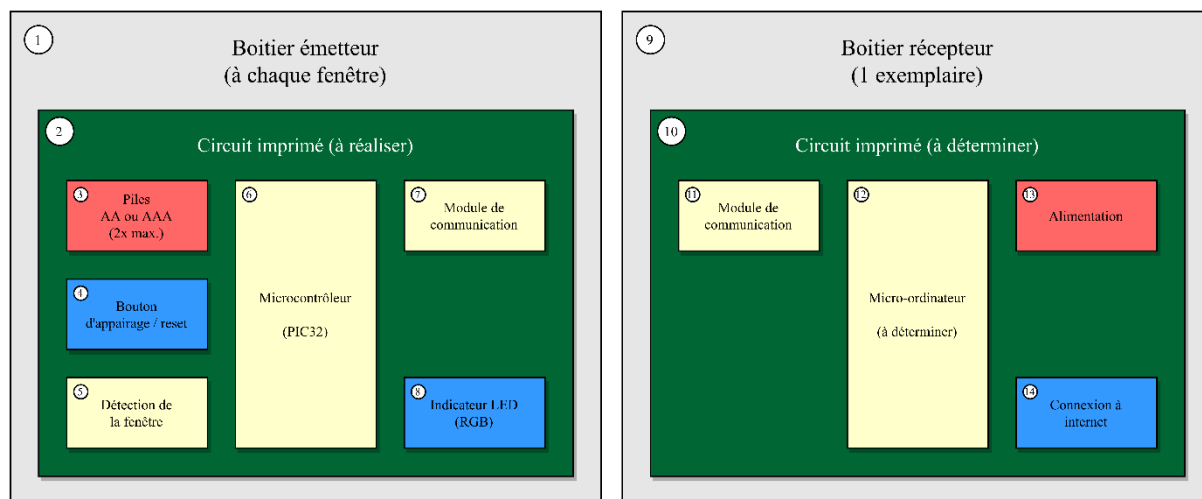 1
Boitier émetteur
(à chaque fenêtre)
2
Circuit imprimé (à réaliser)
3
Piles
AA ou AAA
(2x max.)
4
Bouton
d'appairage / reset
5
Détection de
la fenêtre
6
Microcontrôleur
(PIC32)
7
Module de
communication
8
Indicateur LED
(RGB)
9
Boitier récepteur
(1 exemplaire)
10
Circuit imprimé (à déterminer)
11
Module de
communication
12
Micro-ordinateur
(à déterminer)
13
Alimentation
14
Connexion à
internet